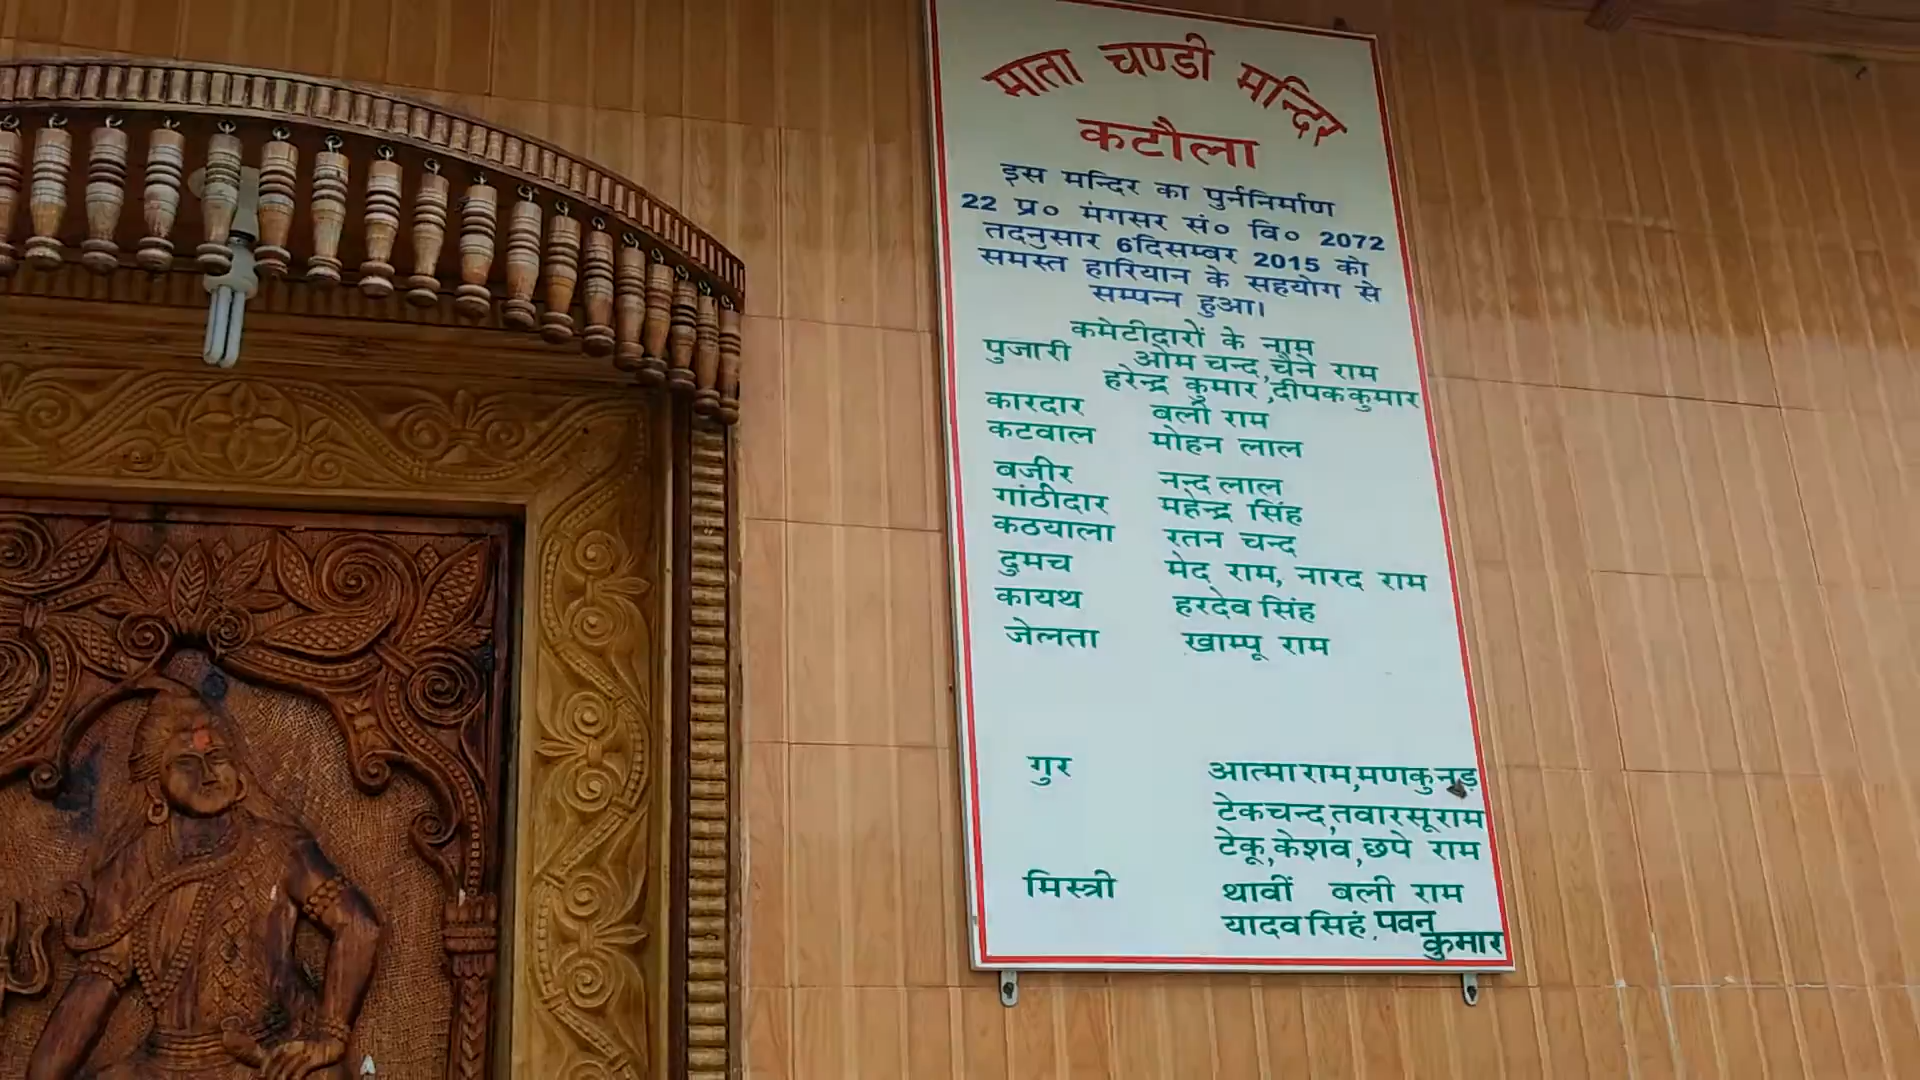 माता चण्डी मन्दिर
कटौला
इस मन्दिर का पुर्ननिर्माण
22 प्र० मंगसर सं० वि० 2072
तदनुसार 6दिसम्बर 2015 को
समस्त हारियान के सहयोग से
सम्पन्न हुआ।
कमेटीदारों के नाम
पुजारी ओम चन्द, चैने राम
हरेन्द्र कुमार, दीपक कुमार
कारदार बली राम
कटवाल मोहन लाल
बजीर नन्द लाल
गांठीदार महेन्द्र सिंह
कठयाला रतन चन्द
दुमच मेद राम, नारद राम
कायथ हरदेव सिंह
जेलता खाम्पू राम
गुर आत्मा राम, मणकु नड़
टेकचन्द, तवारसू राम
टेकू, केशव, छपे राम
मिस्त्री थावीं बली राम
यादव सिहं, पवन
कुमार